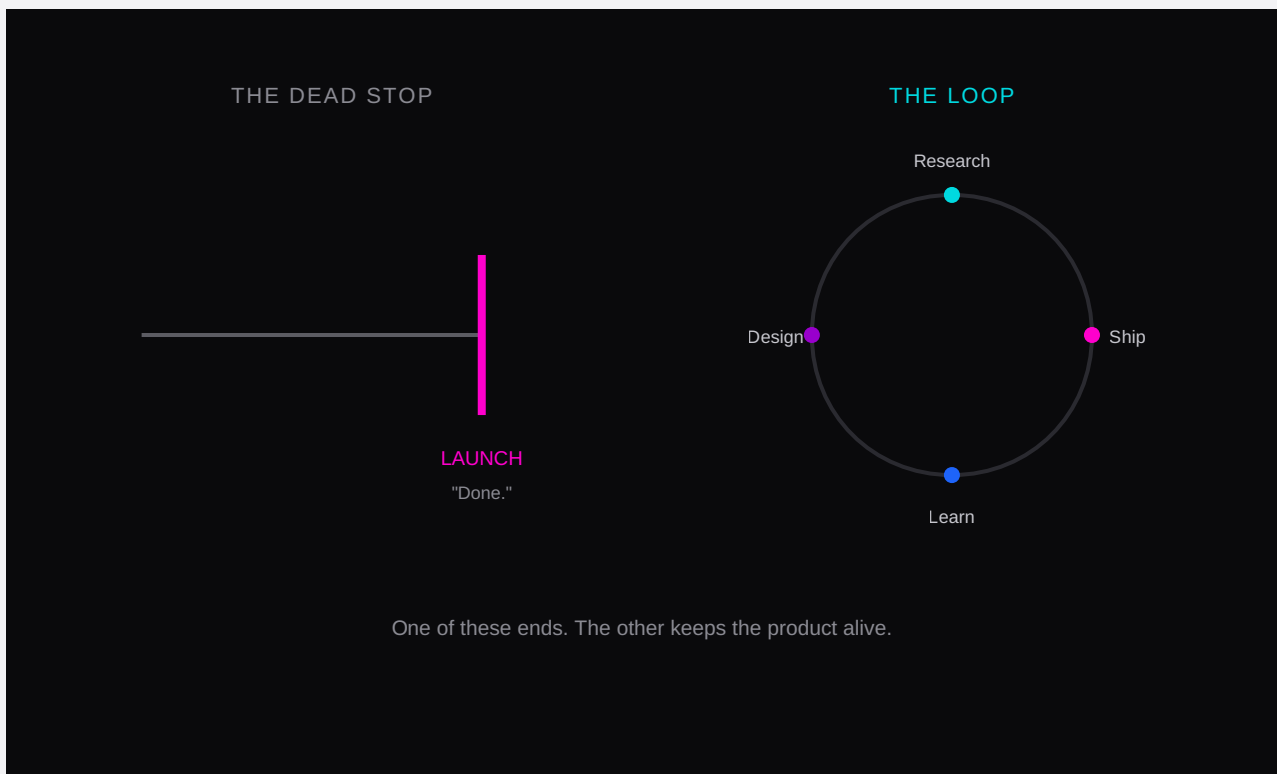 THE DEAD STOP
THE LOOP
Research
Design
Ship
LAUNCH
"Done."
Learn
One of these ends. The other keeps the product alive.